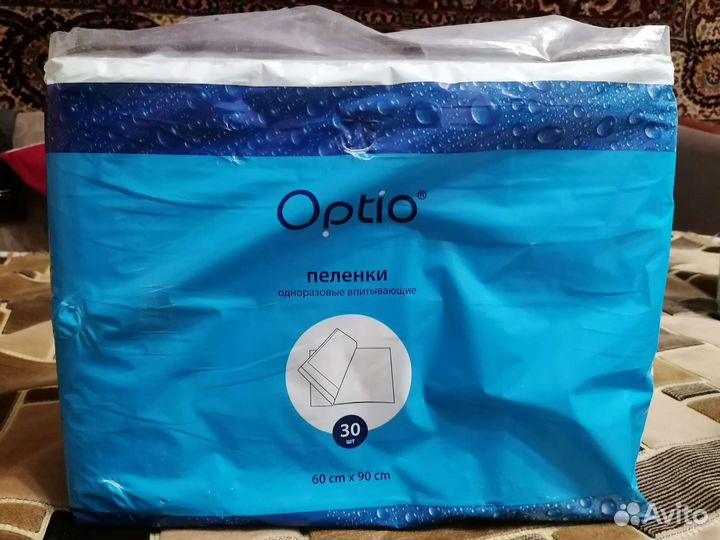 Optio®
пеленки
одноразовые впитывающие
30
шт
60 cm x 90 cm
Avito